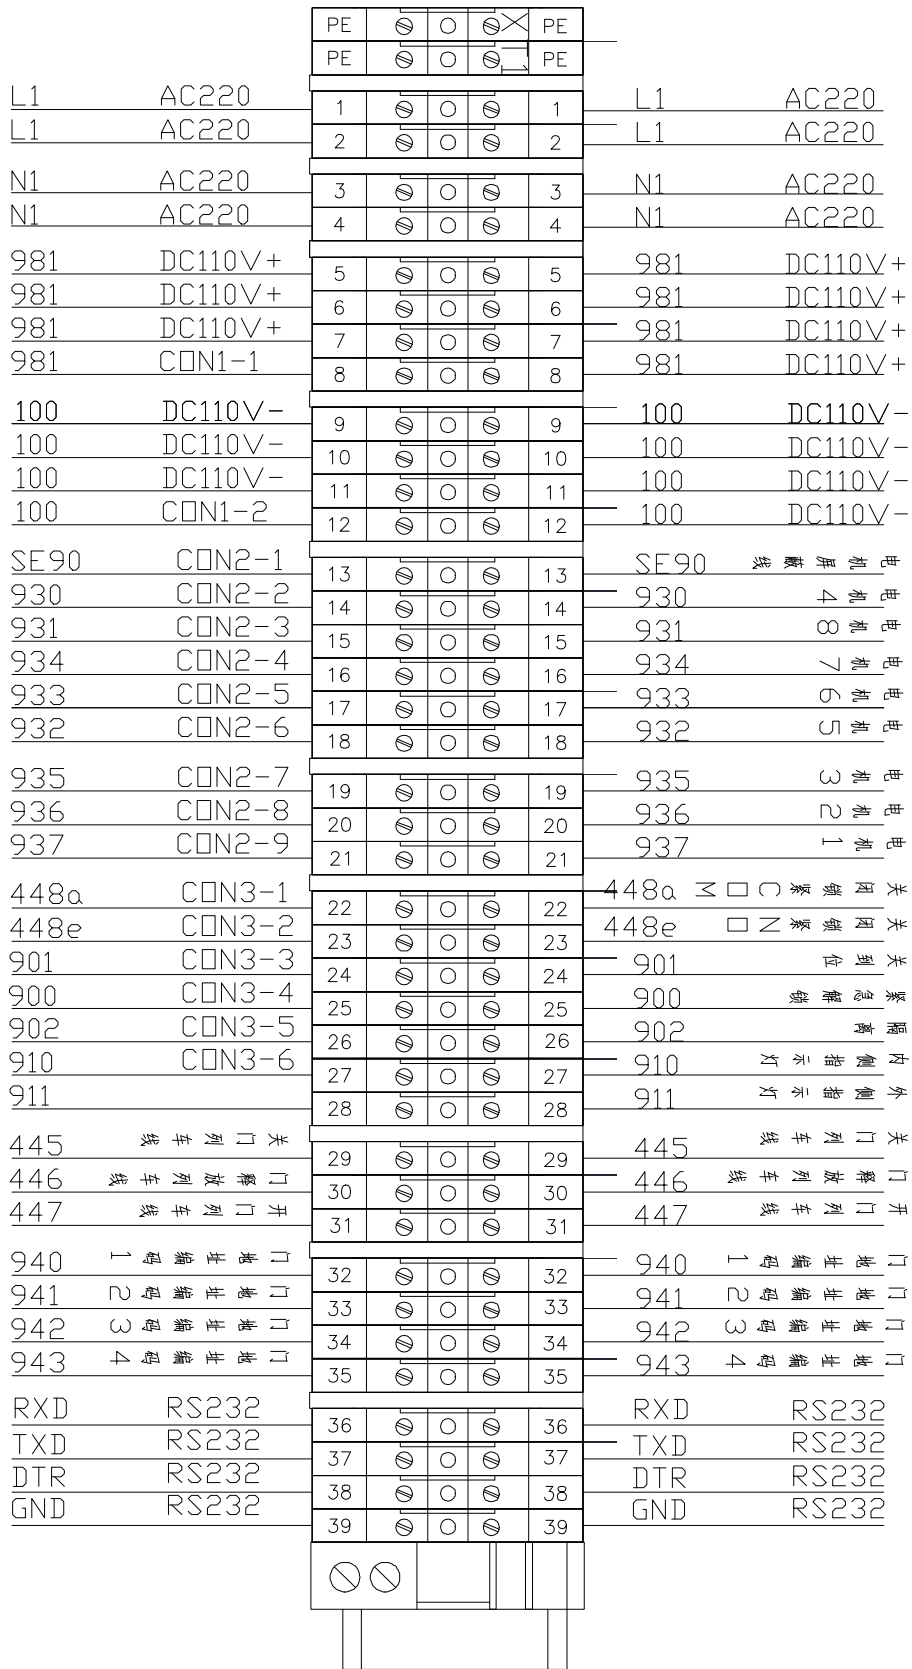 PE PE
XT1
PE PE
L1 AC220 1 1 L1 AC220
L1 AC220 2 2 L1 AC220
N1 AC220 3 3 N1 AC220
N1 AC220 4 4 N1 AC220
981 DC110V+ 5 5 981 DC110V+
981 DC110V+ 6 6 981 DC110V+
981 DC110V+ 7 7 981 DC110V+
981 CON1-1 8 8 981 DC110V+
100 DC110V- 9 9 100 DC110V-
100 DC110V- 10 10 100 DC110V-
100 DC110V- 11 11 100 DC110V-
100 CON1-2 12 12 100 DC110V-
SE90 CON2-1 13 13 SE90 电机屏蔽线
930 CON2-2 14 14 930 电机4
931 CON2-3 15 15 931 电机8
934 CON2-4 16 16 934 电机7
933 CON2-5 17 17 933 电机6
932 CON2-6 18 18 932 电机5
935 CON2-7 19 19 935 电机3
936 CON2-8 20 20 936 电机2
937 CON2-9 21 21 937 电机1
448a CON3-1 22 22 448a 关闭锁紧COM
448e CON3-2 23 23 448e 关闭锁紧NO
901 CON3-3 24 24 901 关到位
900 CON3-4 25 25 900 紧急解锁
902 CON3-5 26 26 902 隔离
910 CON3-6 27 27 910 内侧指示灯
911 28 28 911 外侧指示灯
445 关门列车线 29 29 445 关门列车线
446 门释放列车线 30 30 446 门释放列车线
447 开门列车线 31 31 447 开门列车线
940 门地址编码1 32 32 940 门地址编码1
941 门地址编码2 33 33 941 门地址编码2
942 门地址编码3 34 34 942 门地址编码3
943 门地址编码4 35 35 943 门地址编码4
RXD RS232 36 36 RXD RS232
TXD RS232 37 37 TXD RS232
DTR RS232 38 38 DTR RS232
GND RS232 39 39 GND RS232